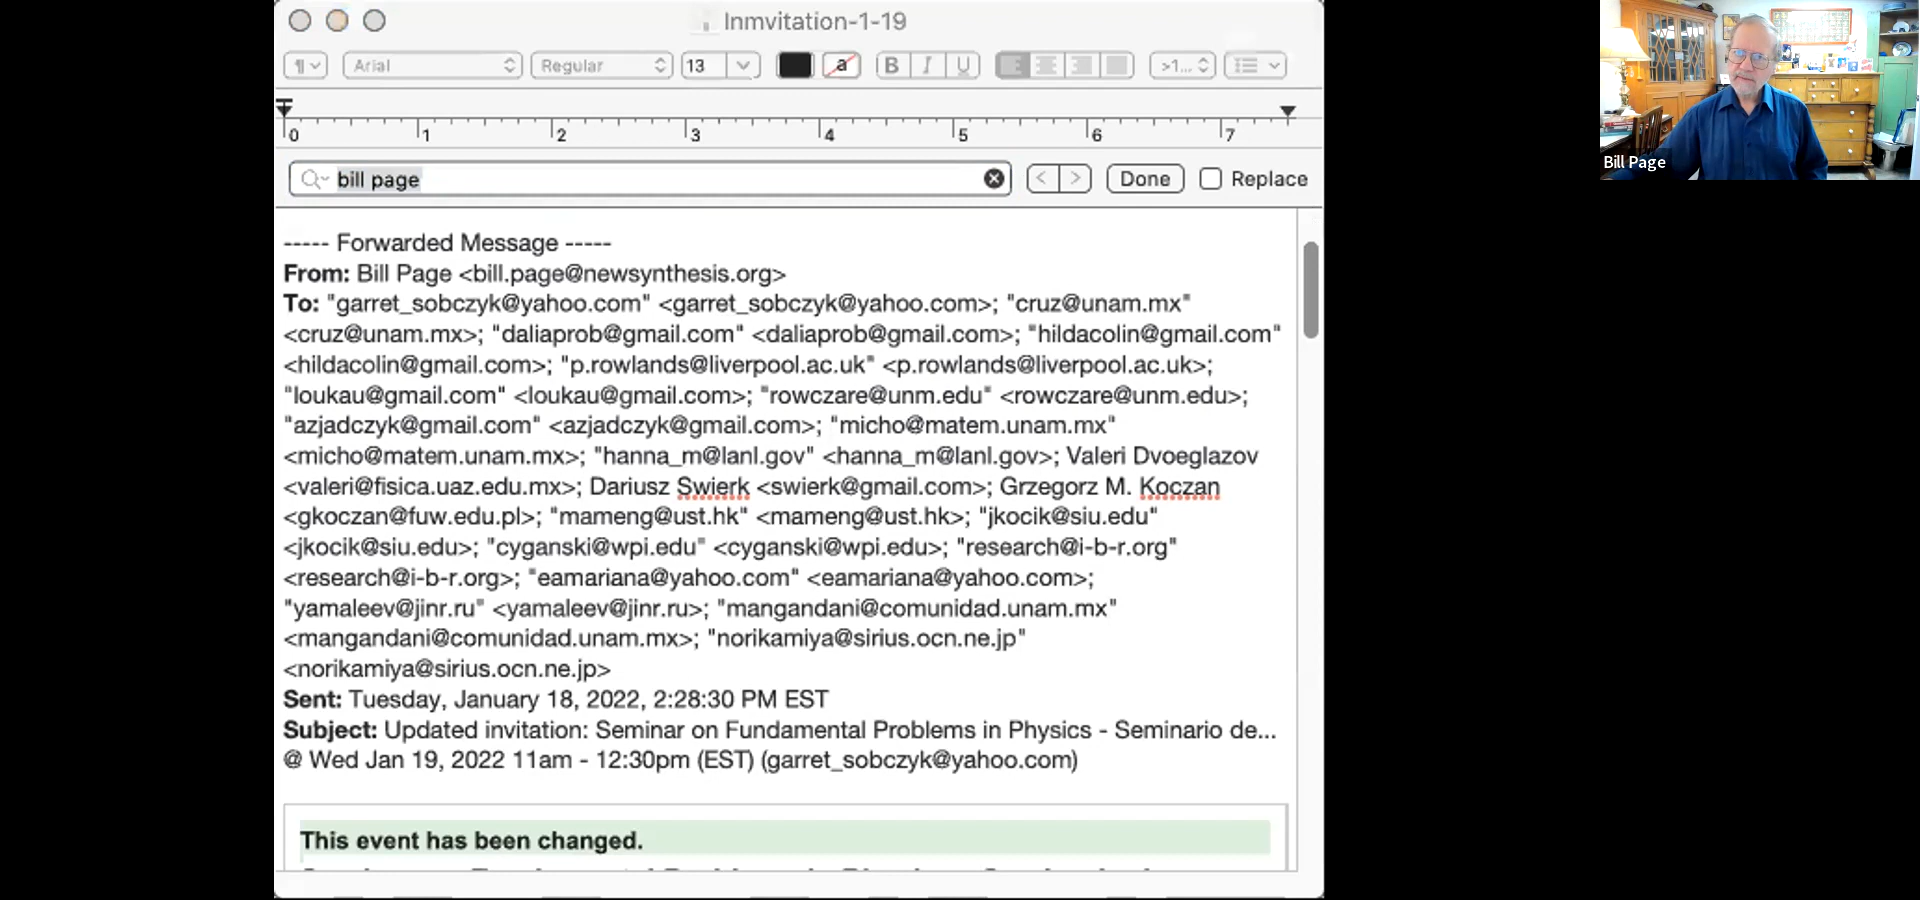 Inmvitation-1-19
¶ Arial Regular 13 a B I U >1...
0 1 2 3 4 5 6 7
bill page < > Done Replace
----- Forwarded Message -----
From: Bill Page <bill.page@newsynthesis.org>
To: "garret_sobczyk@yahoo.com" <garret_sobczyk@yahoo.com>; "cruz@unam.mx"
<cruz@unam.mx>; "daliaprob@gmail.com" <daliaprob@gmail.com>; "hildacolin@gmail.com"
<hildacolin@gmail.com>; "p.rowlands@liverpool.ac.uk" <p.rowlands@liverpool.ac.uk>;
"loukau@gmail.com" <loukau@gmail.com>; "rowczare@unm.edu" <rowczare@unm.edu>;
"azjadczyk@gmail.com" <azjadczyk@gmail.com>; "micho@matem.unam.mx"
<micho@matem.unam.mx>; "hanna_m@lanl.gov" <hanna_m@lanl.gov>; Valeri Dvoeglazov
<valeri@fisica.uaz.edu.mx>; Dariusz Swierk <swierk@gmail.com>; Grzegorz M. Koczan
<gkoczan@fuw.edu.pl>; "mameng@ust.hk" <mameng@ust.hk>; "jkocik@siu.edu"
<jkocik@siu.edu>; "cyganski@wpi.edu" <cyganski@wpi.edu>; "research@i-b-r.org"
<research@i-b-r.org>; "eamariana@yahoo.com" <eamariana@yahoo.com>;
"yamaleev@jinr.ru" <yamaleev@jinr.ru>; "mangandani@comunidad.unam.mx"
<mangandani@comunidad.unam.mx>; "norikamiya@sirius.ocn.ne.jp"
<norikamiya@sirius.ocn.ne.jp>
Sent: Tuesday, January 18, 2022, 2:28:30 PM EST
Subject: Updated invitation: Seminar on Fundamental Problems in Physics - Seminario de...
@ Wed Jan 19, 2022 11am - 12:30pm (EST) (garret_sobczyk@yahoo.com)
This event has been changed.
Bill Page